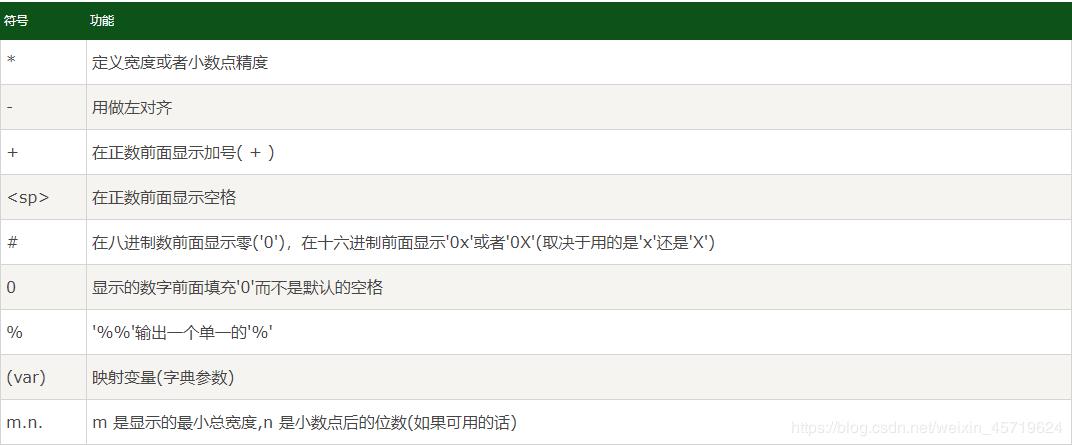 符号 功能
* 定义宽度或者小数点精度
- 用做左对齐
+ 在正数前面显示加号( + )
<sp> 在正数前面显示空格
# 在八进制数前面显示零('0')，在十六进制前面显示'0x'或者'0X'(取决于用的是'x'还是'X')
0 显示的数字前面填充'0'而不是默认的空格
% '%%'输出一个单一的'%'
(var) 映射变量(字典参数)
m.n. m 是显示的最小总宽度,n 是小数点后的位数(如果可用的话)
https://blog.csdn.net/weixin_45719624